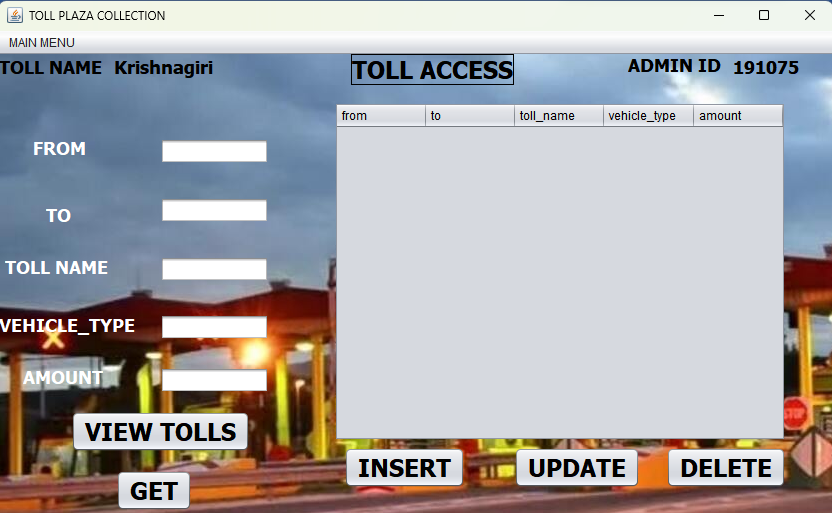 TOLL PLAZA COLLECTION
MAIN MENU
TOLL NAME Krishnagiri
TOLL ACCESS
ADMIN ID 191075
from to toll_name vehicle_type amount
FROM
TO
TOLL NAME
VEHICLE_TYPE
AMOUNT
VIEW TOLLS
GET
INSERT UPDATE DELETE
STOP